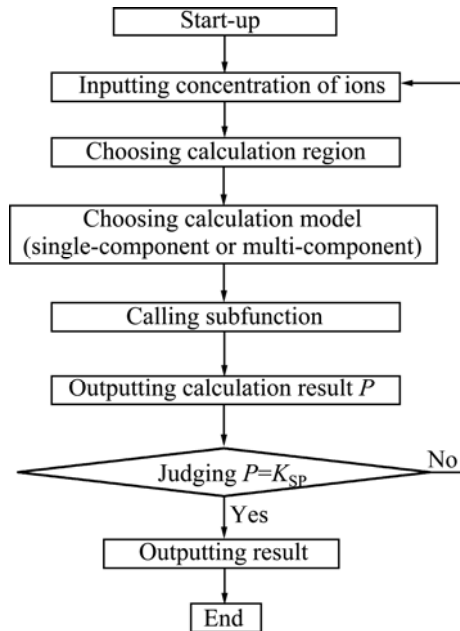 Start-up
Inputting concentration of ions
Choosing calculation region
Choosing calculation model
(single-component or multi-component)
Calling subfunction
Outputting calculation result P
Judging P=K_SP
No
Yes
Outputting result
End